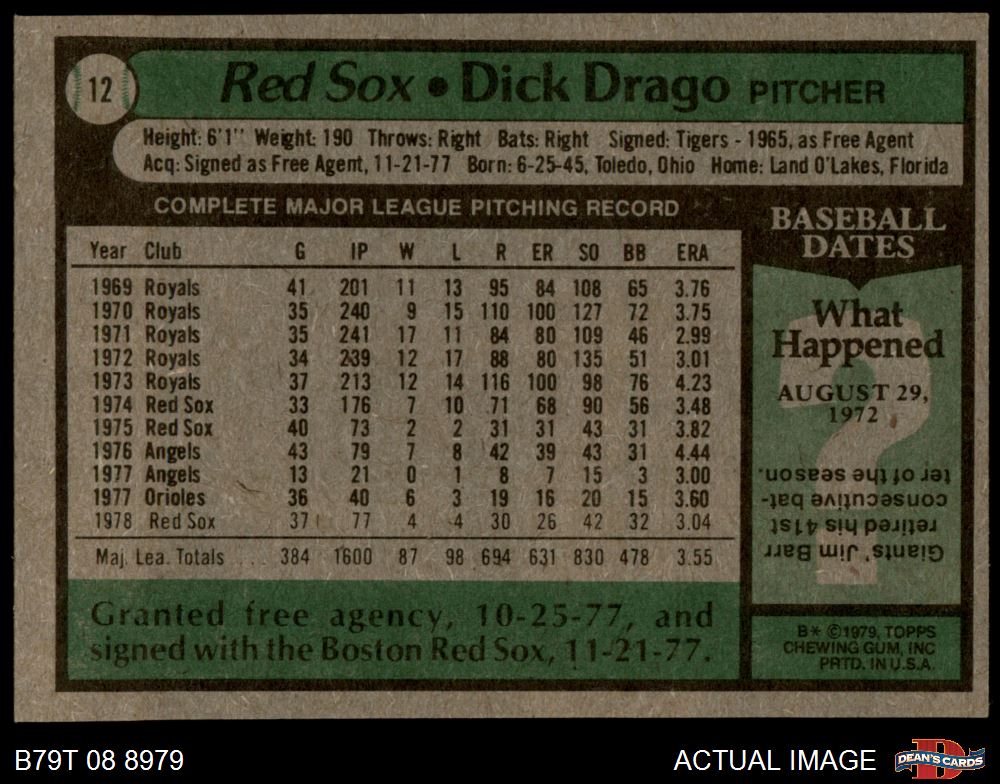 12
Red Sox • Dick Drago PITCHER
Height: 6'1" Weight: 190 Throws: Right Bats: Right Signed: Tigers - 1965, as Free Agent
Acq: Signed as Free Agent, 11-21-77 Born: 6-25-45, Toledo, Ohio Home: Land O'Lakes, Florida
COMPLETE MAJOR LEAGUE PITCHING RECORD
Year Club G IP W L R ER SO BB ERA
1969 Royals 41 201 11 13 95 84 108 65 3.76
1970 Royals 35 240 9 15 110 100 127 72 3.75
1971 Royals 35 241 17 11 84 80 109 46 2.99
1972 Royals 34 239 12 17 88 80 135 51 3.01
1973 Royals 37 213 12 14 116 100 98 76 4.23
1974 Red Sox 33 176 7 10 71 68 90 56 3.48
1975 Red Sox 40 73 2 2 31 31 43 31 3.82
1976 Angels 43 79 7 8 42 39 43 31 4.44
1977 Angels 13 21 0 1 8 7 15 3 3.00
1977 Orioles 36 40 6 3 19 16 20 15 3.60
1978 Red Sox 37 77 4 4 30 26 42 32 3.04
Maj. Lea. Totals ... 384 1600 87 98 694 631 830 478 3.55
Granted free agency, 10-25-77, and
signed with the Boston Red Sox, 11-21-77.
BASEBALL
DATES
What
Happened
AUGUST 29,
1972
Giants' Jim Barr
retired his 41st
consecutive bat-
ter of the season.
B* ©1979, TOPPS
CHEWING GUM, INC
PRTD. IN U.S.A.
B79T 08 8979
ACTUAL IMAGE
D
DEAN'S CARDS